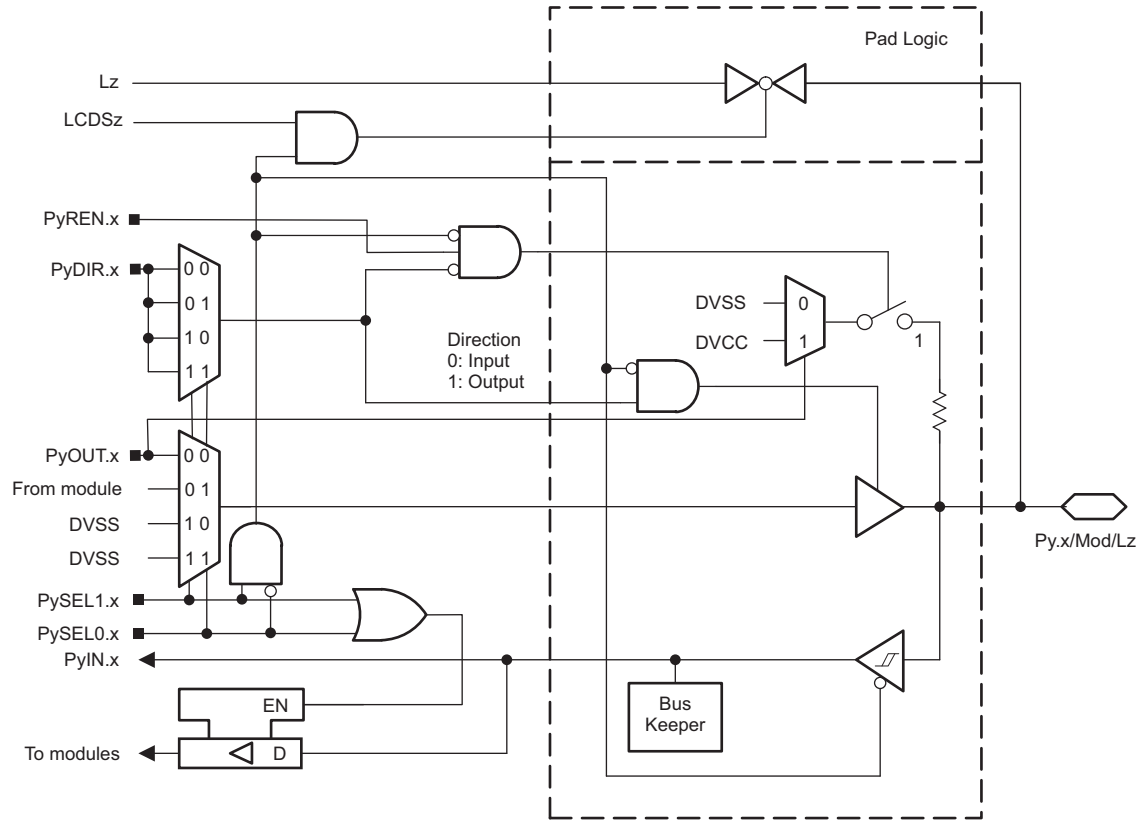 Pad Logic
Lz
LCDSz
PyREN.x
PyDIR.x
0 0
0 1
1 0
1 1
Direction
0: Input
1: Output
DVSS
0
DVCC
1
1
PyOUT.x
0 0
From module
0 1
DVSS
1 0
DVSS
1 1
Py.x/Mod/Lz
PySEL1.x
PySEL0.x
PyIN.x
Bus
Keeper
EN
To modules
D